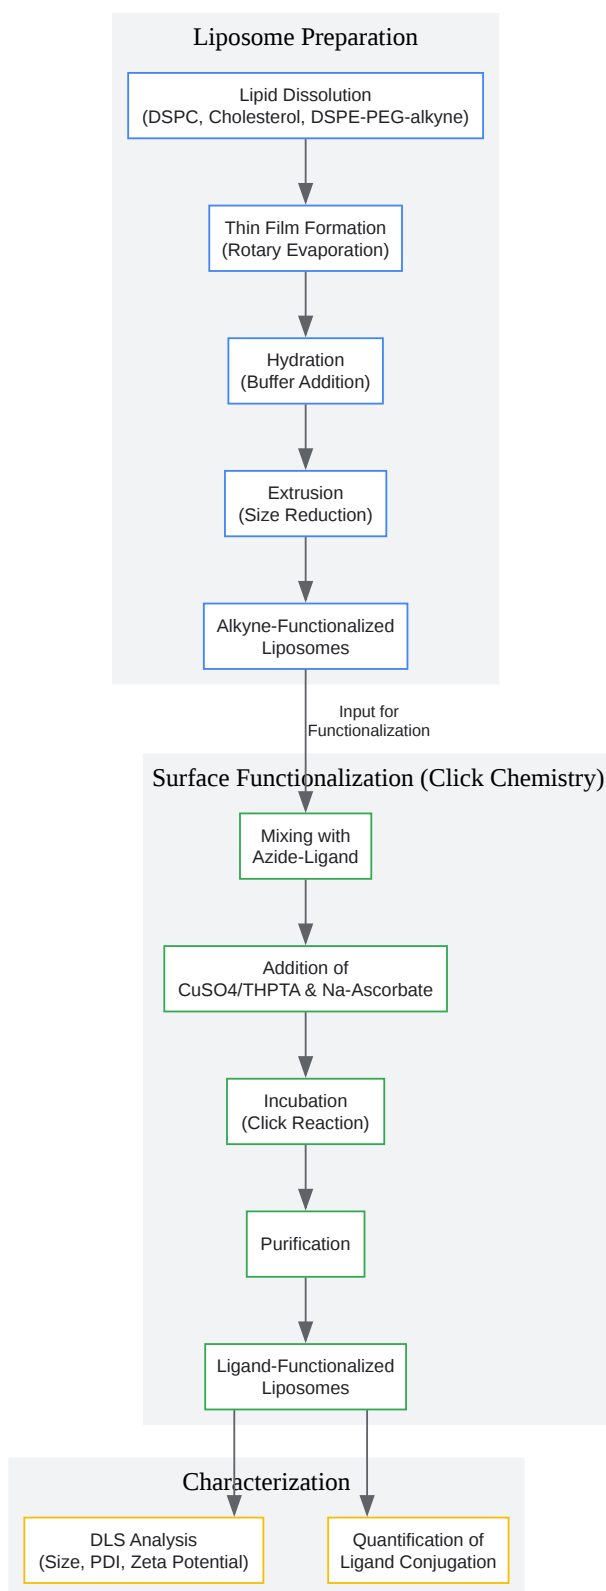 Liposome Preparation
Lipid Dissolution
(DSPC, Cholesterol, DSPE-PEG-alkyne)
Thin Film Formation
(Rotary Evaporation)
Hydration
(Buffer Addition)
Extrusion
(Size Reduction)
Alkyne-Functionalized
Liposomes
Input for
Functionalization
Surface Functionalization (Click Chemistry)
Mixing with
Azide-Ligand
Addition of
CuSO4/THPTA & Na-Ascorbate
Incubation
(Click Reaction)
Purification
Ligand-Functionalized
Liposomes
Characterization
DLS Analysis
(Size, PDI, Zeta Potential)
Quantification of
Ligand Conjugation